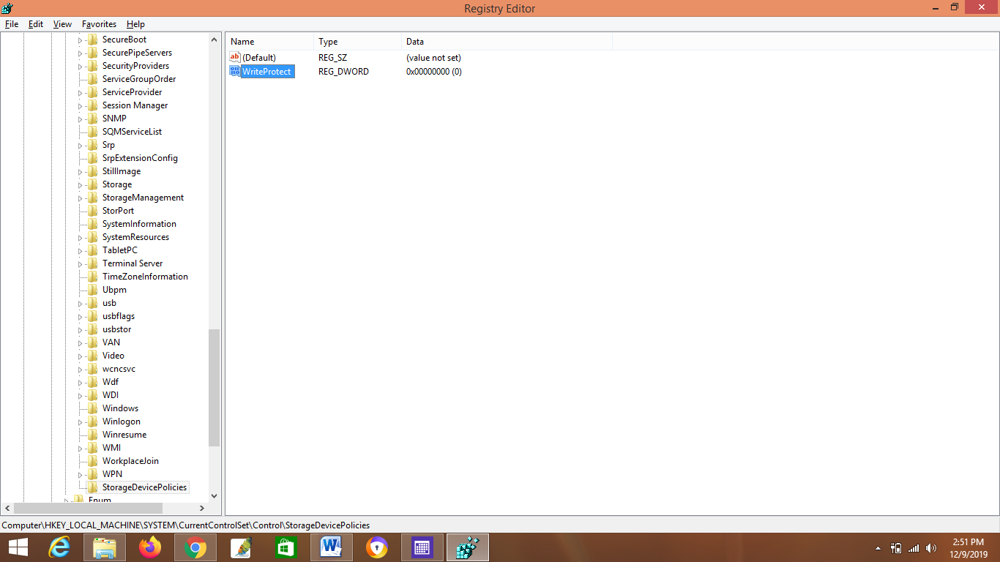 Registry Editor
File Edit View Favorites Help
SecureBoot
SecurePipeServers
SecurityProviders
ServiceGroupOrder
ServiceProvider
Session Manager
SNMP
SQMServiceList
Srp
SrpExtensionConfig
StillImage
Storage
StorageManagement
StorPort
SystemInformation
SystemResources
TabletPC
Terminal Server
TimeZoneInformation
Ubpm
usb
usbflags
usbstor
VAN
Video
wcncsvc
Wdf
WDI
Windows
Winlogon
Winresume
WMI
WorkplaceJoin
WPN
StorageDevicePolicies
Enum
Name Type Data
ab (Default) REG_SZ (value not set)
WriteProtect REG_DWORD 0x00000000 (0)
Computer\HKEY_LOCAL_MACHINE\SYSTEM\CurrentControlSet\Control\StorageDevicePolicies
2:51 PM
12/9/2019